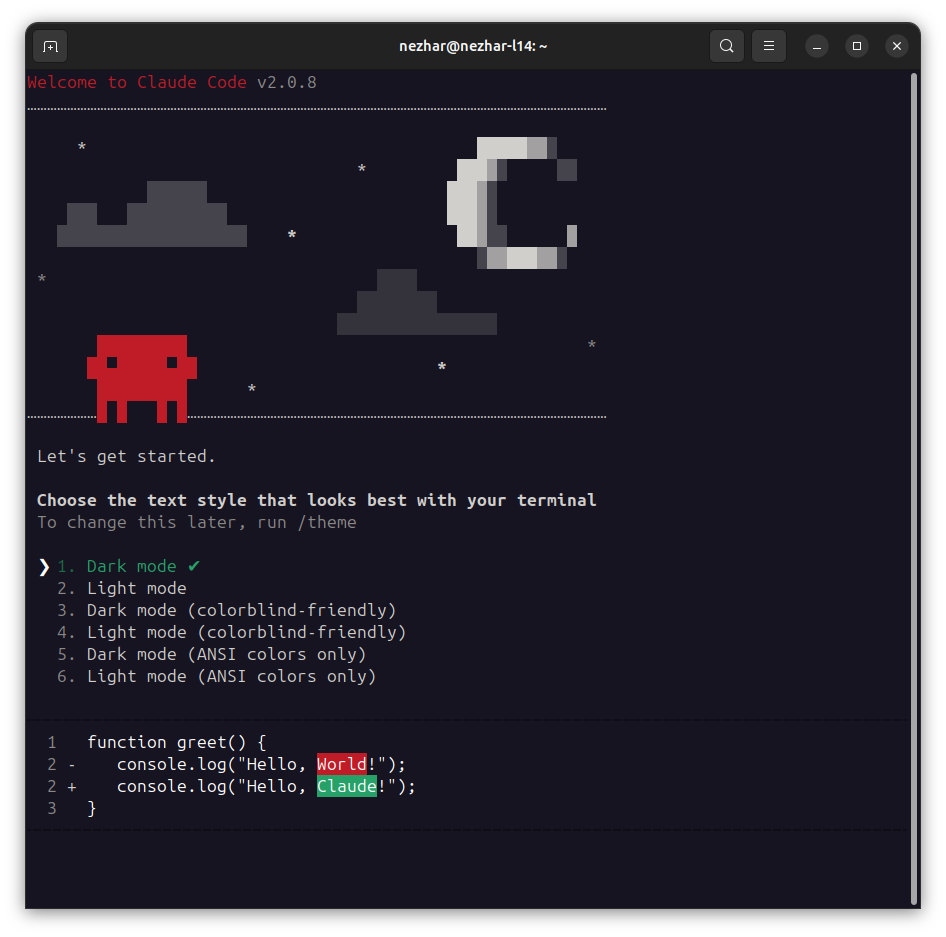 nezhar@nezhar-l14: ~
Welcome to Claude Code v2.0.8
*
*
*
*
*
*
*
Let's get started.
Choose the text style that looks best with your terminal
To change this later, run /theme
❯ 1. Dark mode ✔
2. Light mode
3. Dark mode (colorblind-friendly)
4. Light mode (colorblind-friendly)
5. Dark mode (ANSI colors only)
6. Light mode (ANSI colors only)
1 function greet() {
2 - console.log("Hello, World!");
2 + console.log("Hello, Claude!");
3 }